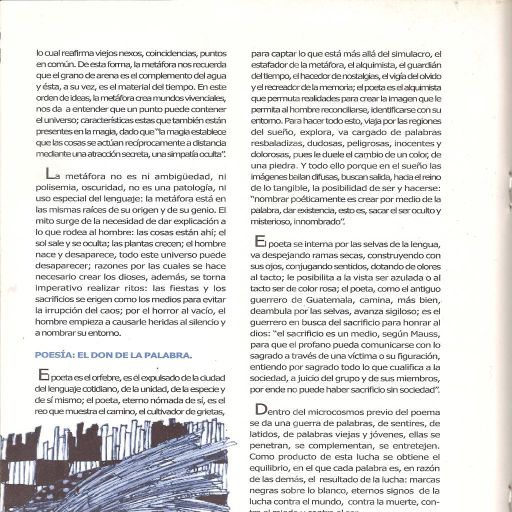 lo cual reafirma viejos nexos, coincidencias, puntos
en común. De ésta forma, la metáfora nos recuerda
que el grano de arena es el complemento del agua
y ésta, a su vez, es el material del tiempo. En este
orden de ideas, la metáfora crea mundos vivenciales,
nos da a entender que un punto puede contener
el universo; características estas que también están
presentes en la magia, dado que "la magia establece
que las cosas se actúan recíprocamente a distancia
mediante una atracción secreta, una simpatía oculta".
La metáfora no es ni ambigüedad, ni
polisemia, oscuridad, no es una patología, ni
uso especial del lenguaje: la metáfora está en
las mismas raíces de su origen y de su genio. El
mito surge de la necesidad de dar explicación a
lo que rodea al hombre: las cosas están ahí; el
sol sale y se oculta; las plantas crecen; el hombre
nace y desaparece, todo este universo puede
desaparecer; razones por las cuales se hace
necesario crear los dioses, además, se torna
imperativo realizar ritos: las fiestas y los
sacrificios se erigen como los medios para evitar
la irrupción del caos; por el horror al vacío, el
hombre empieza a causarle heridas al silencio y
a nombrar su entorno.
POESÍA: EL DON DE LA PALABRA.
El poeta es el orfebre, es el expulsado de la ciudad
del lenguaje cotidiano, de la unidad, de la especie y
de sí mismo; el poeta, eterno nómada de sí, es el
reo que muestra el camino, el cultivador de grietas,
para captar lo que está más allá del simulacro, el
estafador de la metáfora, el alquimista, el guardián
del tiempo, el hacedor de nostalgias, el vigía del olvido
y el recreador de la memoria; el poeta es el alquimista
que permuta realidades para crear la imagen que le
permita al hombre reconciliarse, identificarse con su
entorno. Para hacer todo esto, viaja por las regiones
del sueño, explora, va cargado de palabras
resbaladizas, dudosas, peligrosas, inocentes y
dolorosas, pues le duele el cambio de un color, de
una piedra. Y todo ello porque en el sueño las
imágenes bailan difusas, buscan salida, hacia el reino
de lo tangible, la posibilidad de ser y hacerse:
"nombrar poéticamente es crear por medio de la
palabra, dar existencia, esto es, sacar el ser oculto y
misterioso, innombrado".
El poeta se interna por las selvas de la lengua,
va despejando ramas secas, construyendo con
sus ojos, conjugando sentidos, dotando de olores
al tacto; le posibilita a la vista ser azulada o al
tacto ser de color rosa; el poeta, como el antiguo
guerrero de Guatemala, camina, más bien,
deambula por las selvas, avanza sigiloso; es el
guerrero en busca del sacrificio para honrar al
dios: "el sacrificio es un medio, según Mauss,
para que el profano pueda comunicarse con lo
sagrado a través de una víctima o su figuración,
entiendo por sagrado todo lo que cualifica a la
sociedad, a juicio del grupo y de sus miembros,
por ende no puede haber sacrificio sin sociedad".
Dentro del microcosmos previo del poema
se da una guerra de palabras, de sentires, de
latidos, de palabras viejas y jóvenes, ellas se
penetran, se complementan, se entretejen.
Como producto de esta lucha se obtiene el
equilibrio, en el que cada palabra es, en razón
de las demás, el resultado de la lucha: marcas
negras sobre lo blanco, eternos signos de la
lucha contra el mundo, contra la muerte, con-